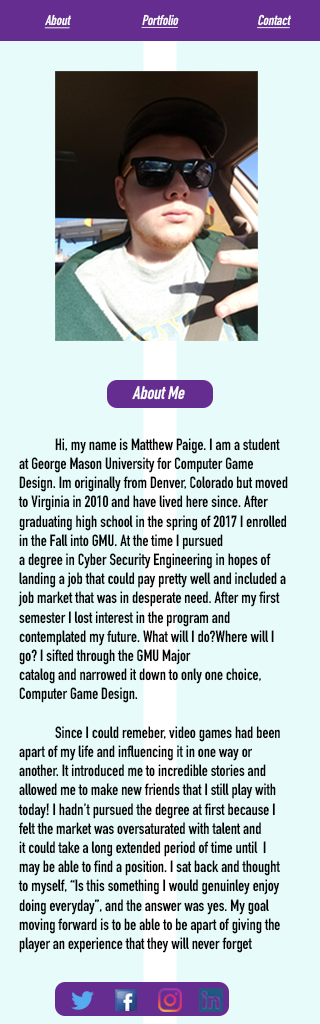 About Portfolio Contact
About Me
Hi, my name is Matthew Paige. I am a student
at George Mason University for Computer Game
Design. Im originally from Denver, Colorado but moved
to Virginia in 2010 and have lived here since. After
graduating high school in the spring of 2017 I enrolled
in the Fall into GMU. At the time I pursued
a degree in Cyber Security Engineering in hopes of
landing a job that could pay pretty well and included a
job market that was in desperate need. After my first
semester I lost interest in the program and
contemplated my future. What will I do?Where will I
go? I sifted through the GMU Major
catalog and narrowed it down to only one choice,
Computer Game Design.
Since I could remeber, video games had been
apart of my life and influencing it in one way or
another. It introduced me to incredible stories and
allowed me to make new friends that I still play with
today! I hadn't pursued the degree at first because I
felt the market was oversaturated with talent and
it could take a long extended period of time until I
may be able to find a position. I sat back and thought
to myself, “Is this something I would genuinley enjoy
doing everyday”, and the answer was yes. My goal
moving forward is to be able to be apart of giving the
player an experience that they will never forget